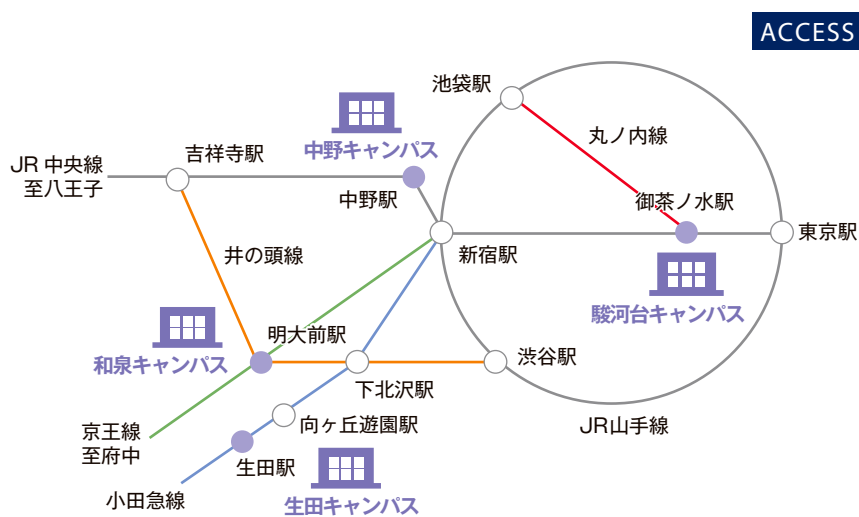 ACCESS
池袋駅
丸ノ内線
吉祥寺駅
中野キャンパス
JR 中央線
至八王子
中野駅
御茶ノ水駅
東京駅
新宿駅
井の頭線
駿河台キャンパス
明大前駅
和泉キャンパス
渋谷駅
下北沢駅
向ヶ丘遊園駅
JR山手線
京王線
至府中
生田駅
小田急線
生田キャンパス